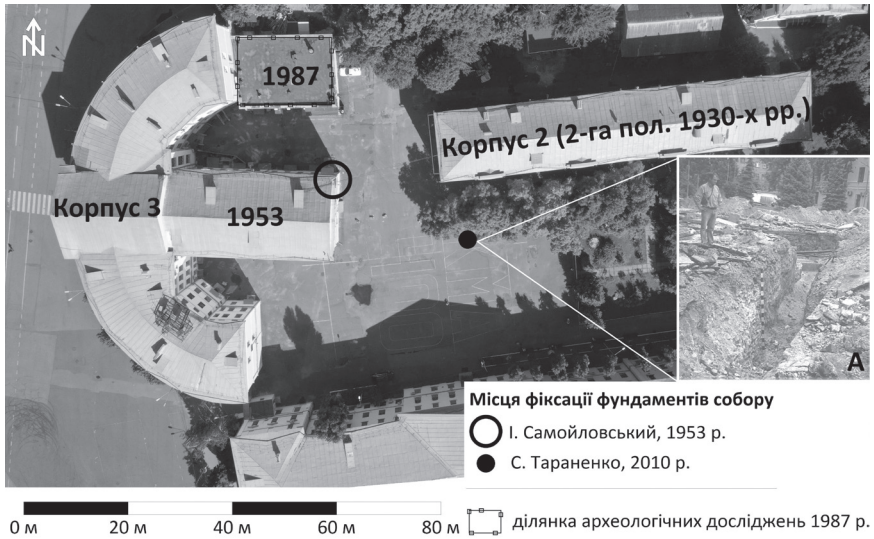 N
1987
Корпус 2 (2-га пол. 1930-х рр.)
Корпус 3
1953
А
Місця фіксації фундаментів собору
І. Самойловський, 1953 р.
С. Тараненко, 2010 р.
0 м 20 м 40 м 60 м 80 м
ділянка археологічних досліджень 1987 р.